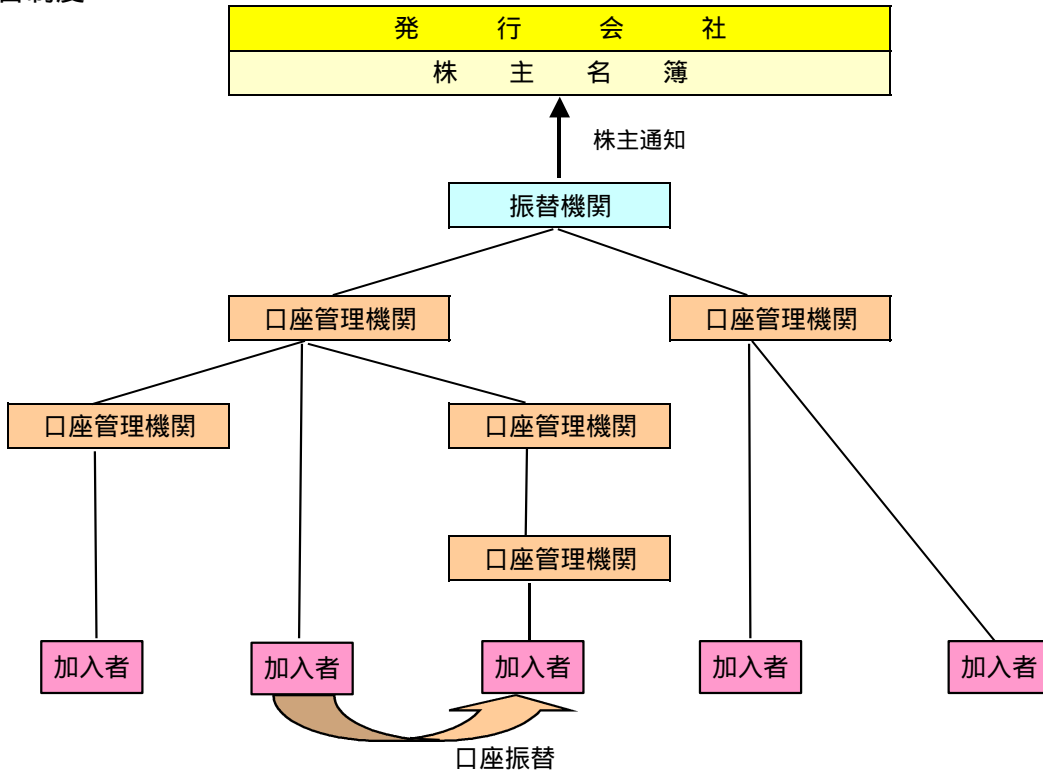 発行会社
株主名簿
株主通知
振替機関
口座管理機関 口座管理機関
口座管理機関 口座管理機関
口座管理機関
加入者 加入者 加入者 加入者 加入者
口座振替